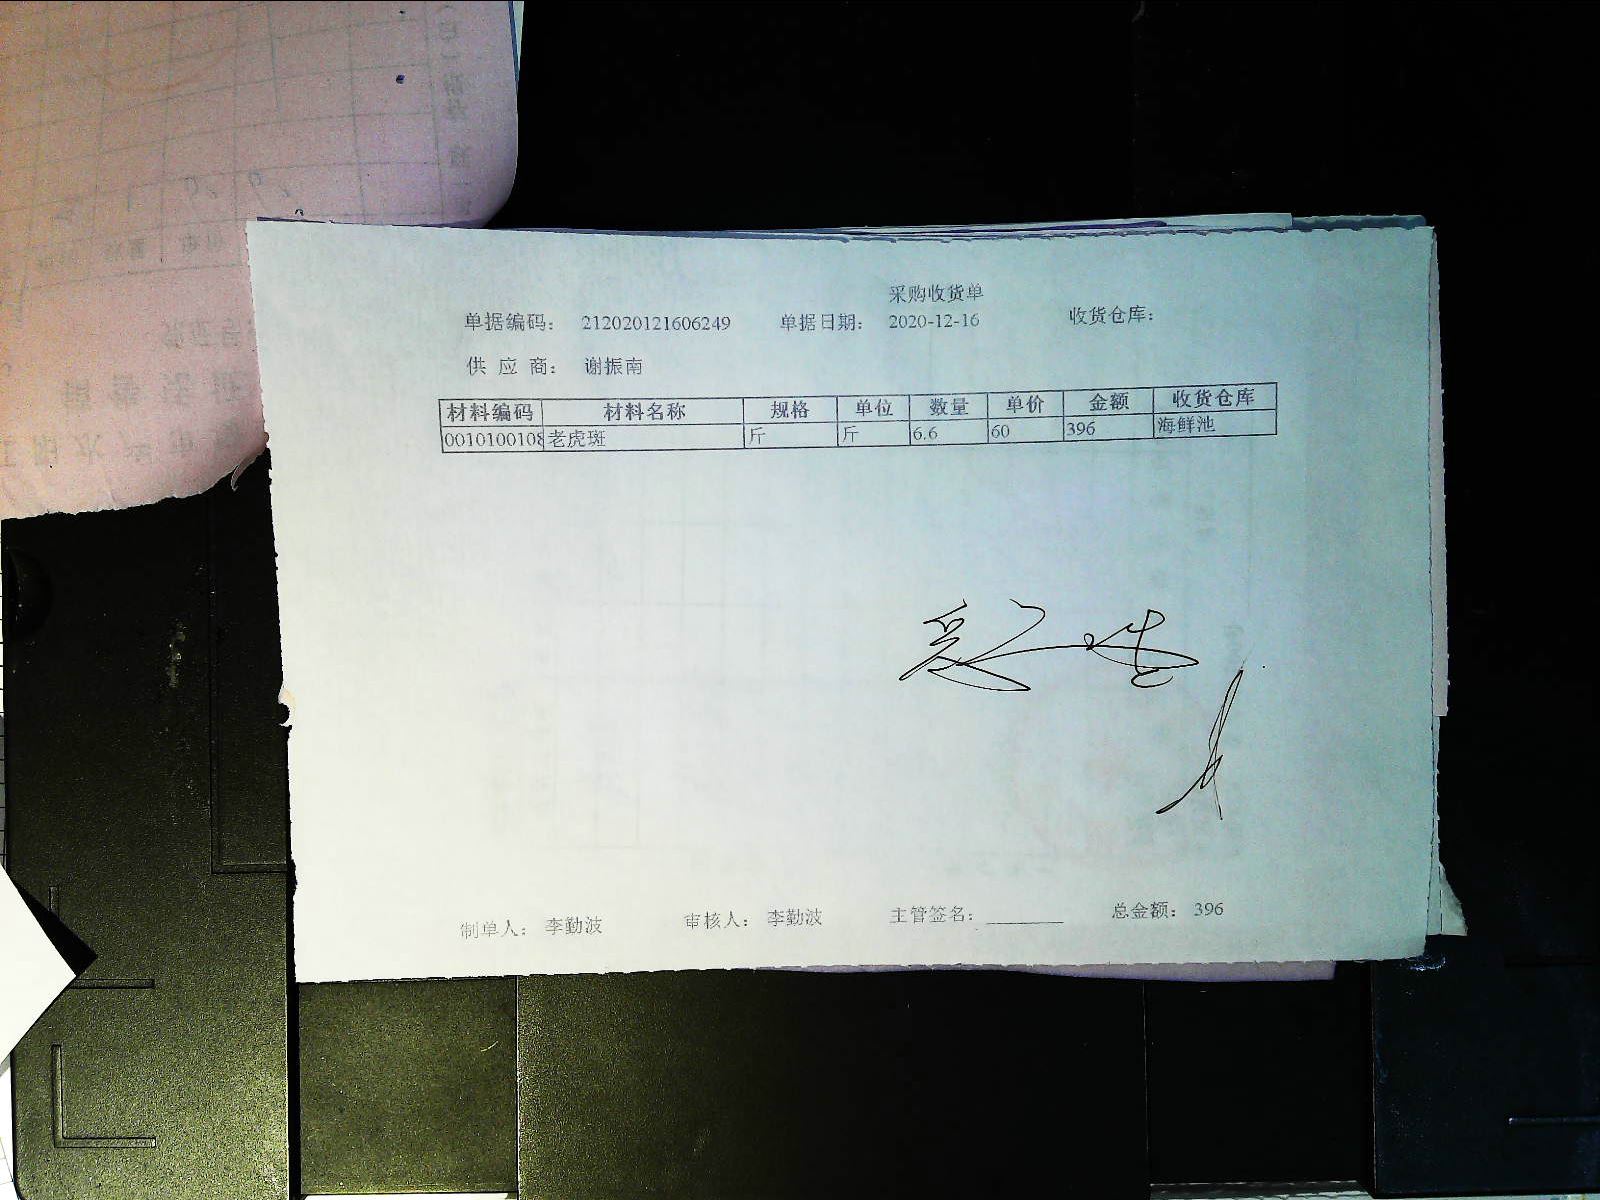 采购收货单
单据编码： 212020121606249 单据日期： 2020-12-16 收货仓库：
供 应 商： 谢振南
材料编码 材料名称 规格 单位 数量 单价 金额 收货仓库
0010100108 老虎斑 斤 斤 6.6 60 396 海鲜池
制单人： 李勤波 审核人： 李勤波 主管签名： ________ 总金额： 396